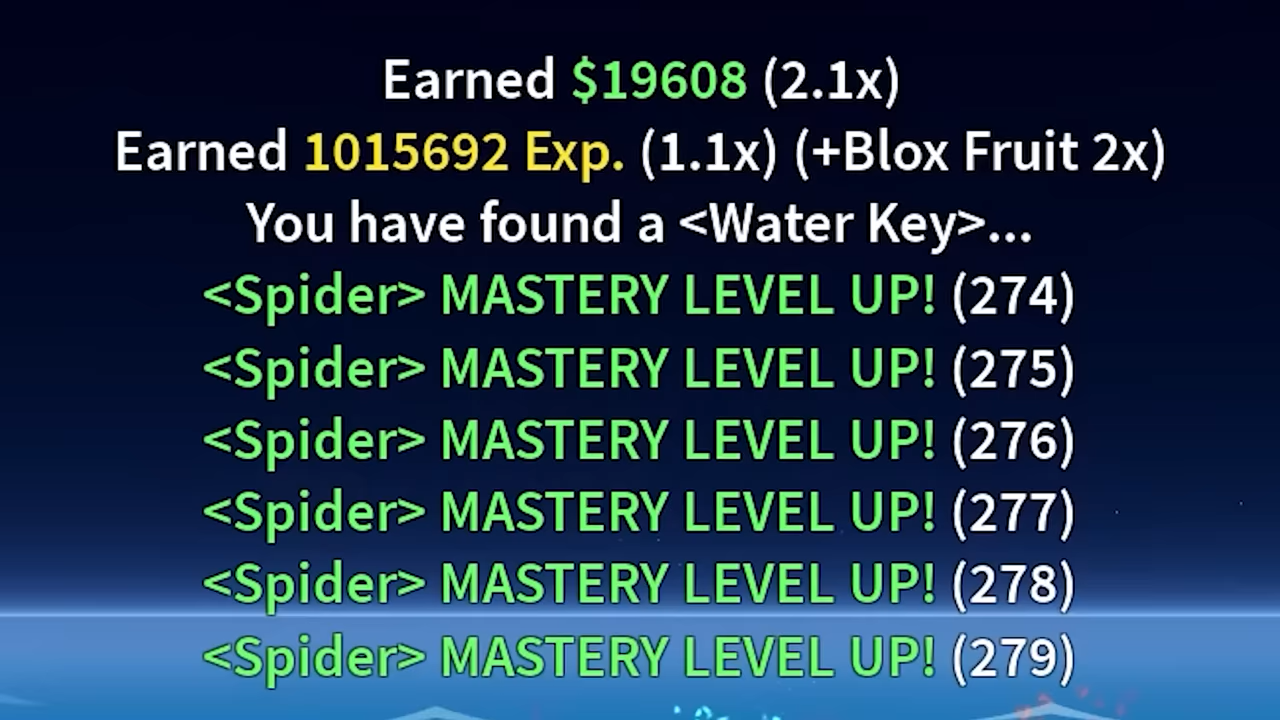 Earned $19608 (2.1x)
Earned 1015692 Exp. (1.1x) (+Blox Fruit 2x)
You have found a <Water Key>...
<Spider> MASTERY LEVEL UP! (274)
<Spider> MASTERY LEVEL UP! (275)
<Spider> MASTERY LEVEL UP! (276)
<Spider> MASTERY LEVEL UP! (277)
<Spider> MASTERY LEVEL UP! (278)
<Spider> MASTERY LEVEL UP! (279)